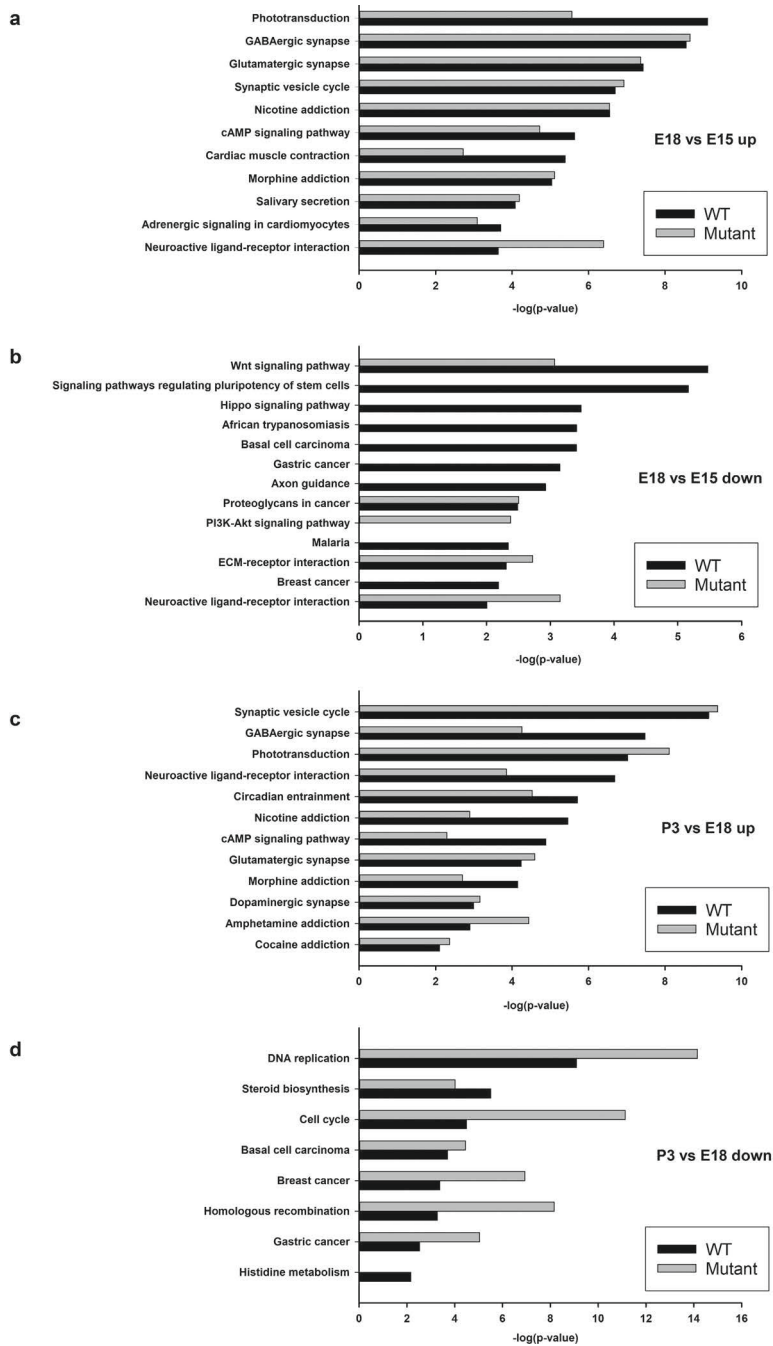 a
Phototransduction
GABAergic synapse
Glutamatergic synapse
Synaptic vesicle cycle
Nicotine addiction
cAMP signaling pathway
Cardiac muscle contraction
Morphine addiction
Salivary secretion
Adrenergic signaling in cardiomyocytes
Neuroactive ligand-receptor interaction
E18 vs E15 up
WT
Mutant
0 2 4 6 8 10
-log(p-value)
b
Wnt signaling pathway
Signaling pathways regulating pluripotency of stem cells
Hippo signaling pathway
African trypanosomiasis
Basal cell carcinoma
Gastric cancer
Axon guidance
Proteoglycans in cancer
PI3K-Akt signaling pathway
Malaria
ECM-receptor interaction
Breast cancer
Neuroactive ligand-receptor interaction
E18 vs E15 down
WT
Mutant
0 1 2 3 4 5 6
-log(p-value)
c
Synaptic vesicle cycle
GABAergic synapse
Phototransduction
Neuroactive ligand-receptor interaction
Circadian entrainment
Nicotine addiction
cAMP signaling pathway
Glutamatergic synapse
Morphine addiction
Dopaminergic synapse
Amphetamine addiction
Cocaine addiction
P3 vs E18 up
WT
Mutant
0 2 4 6 8 10
-log(p-value)
d
DNA replication
Steroid biosynthesis
Cell cycle
Basal cell carcinoma
Breast cancer
Homologous recombination
Gastric cancer
Histidine metabolism
P3 vs E18 down
WT
Mutant
0 2 4 6 8 10 12 14 16
-log(p-value)